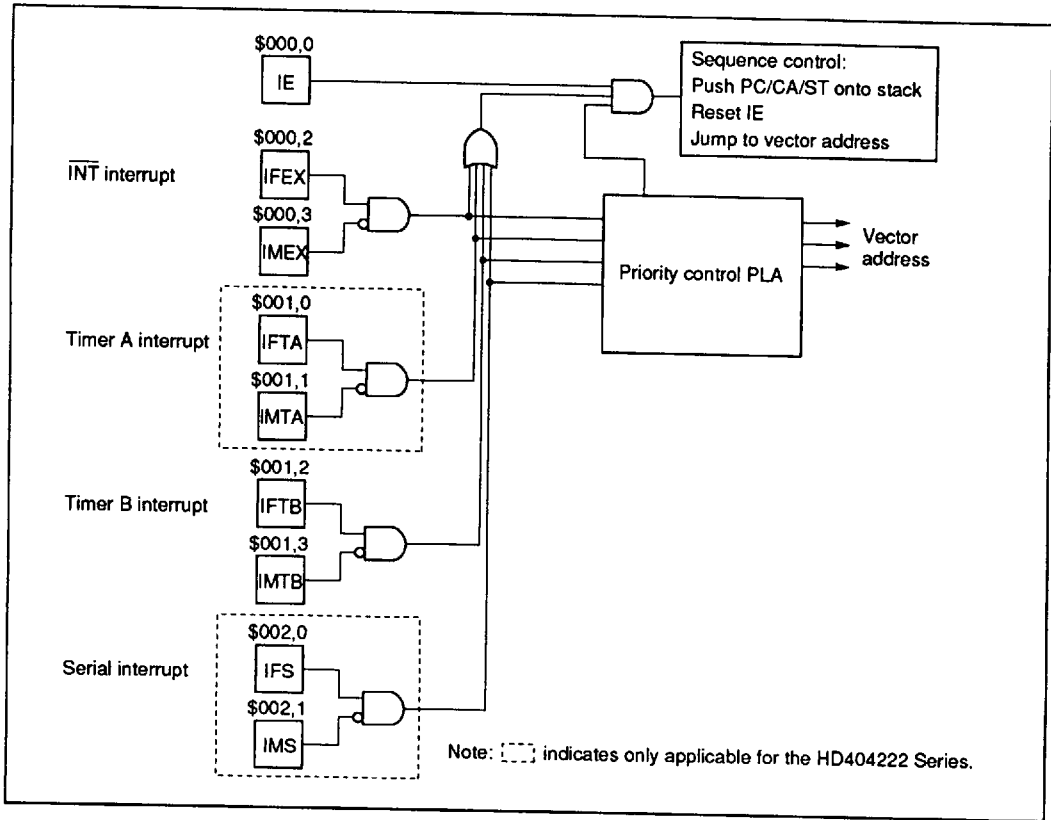 $000,0
IE
Sequence control:
Push PC/CA/ST onto stack
Reset IE
Jump to vector address
INT interrupt
$000,2
IFEX
$000,3
IMEX
Priority control PLA
Vector
address
Timer A interrupt
$001,0
IFTA
$001,1
IMTA
Timer B interrupt
$001,2
IFTB
$001,3
IMTB
Serial interrupt
$002,0
IFS
$002,1
IMS
Note: indicates only applicable for the HD404222 Series.